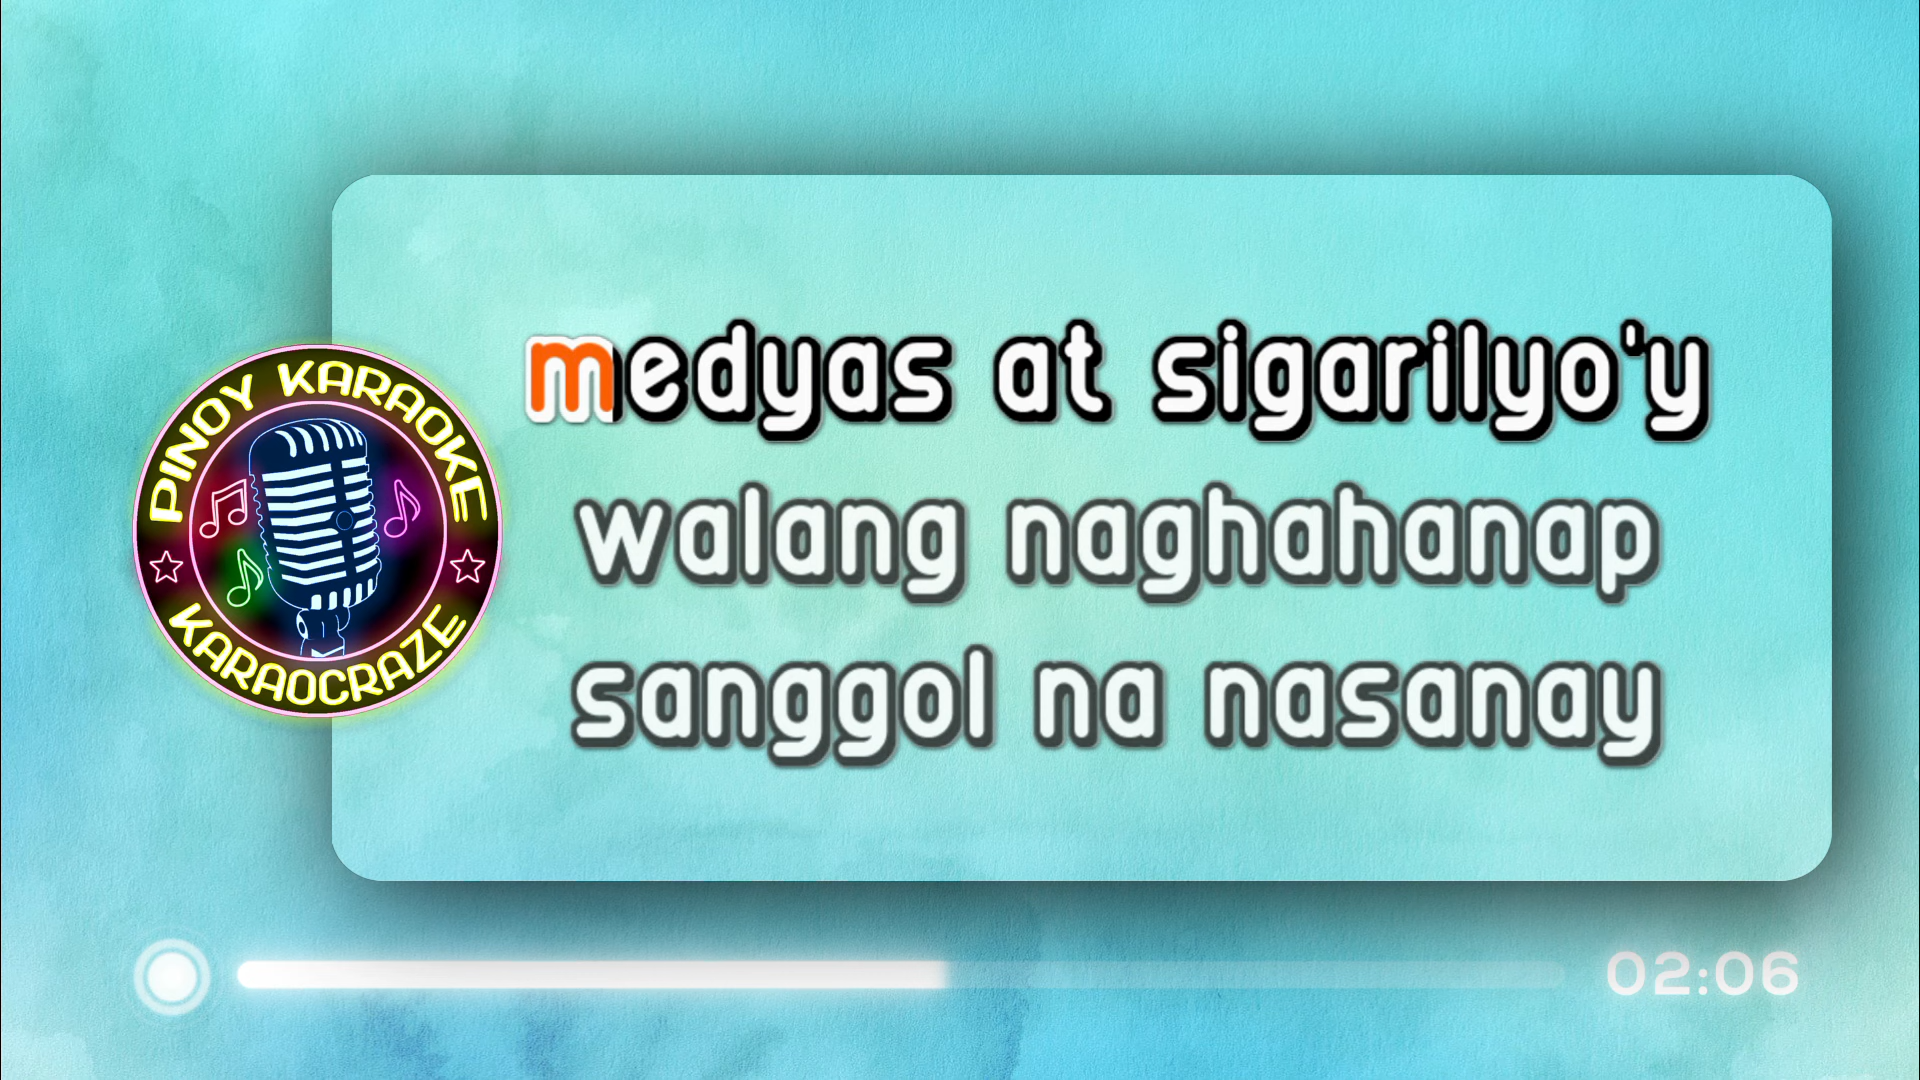 PINOY KARAOKE
KARAOCRAZE
medyas at sigarilyo'y
walang naghahanap
sanggol na nasanay
02:06